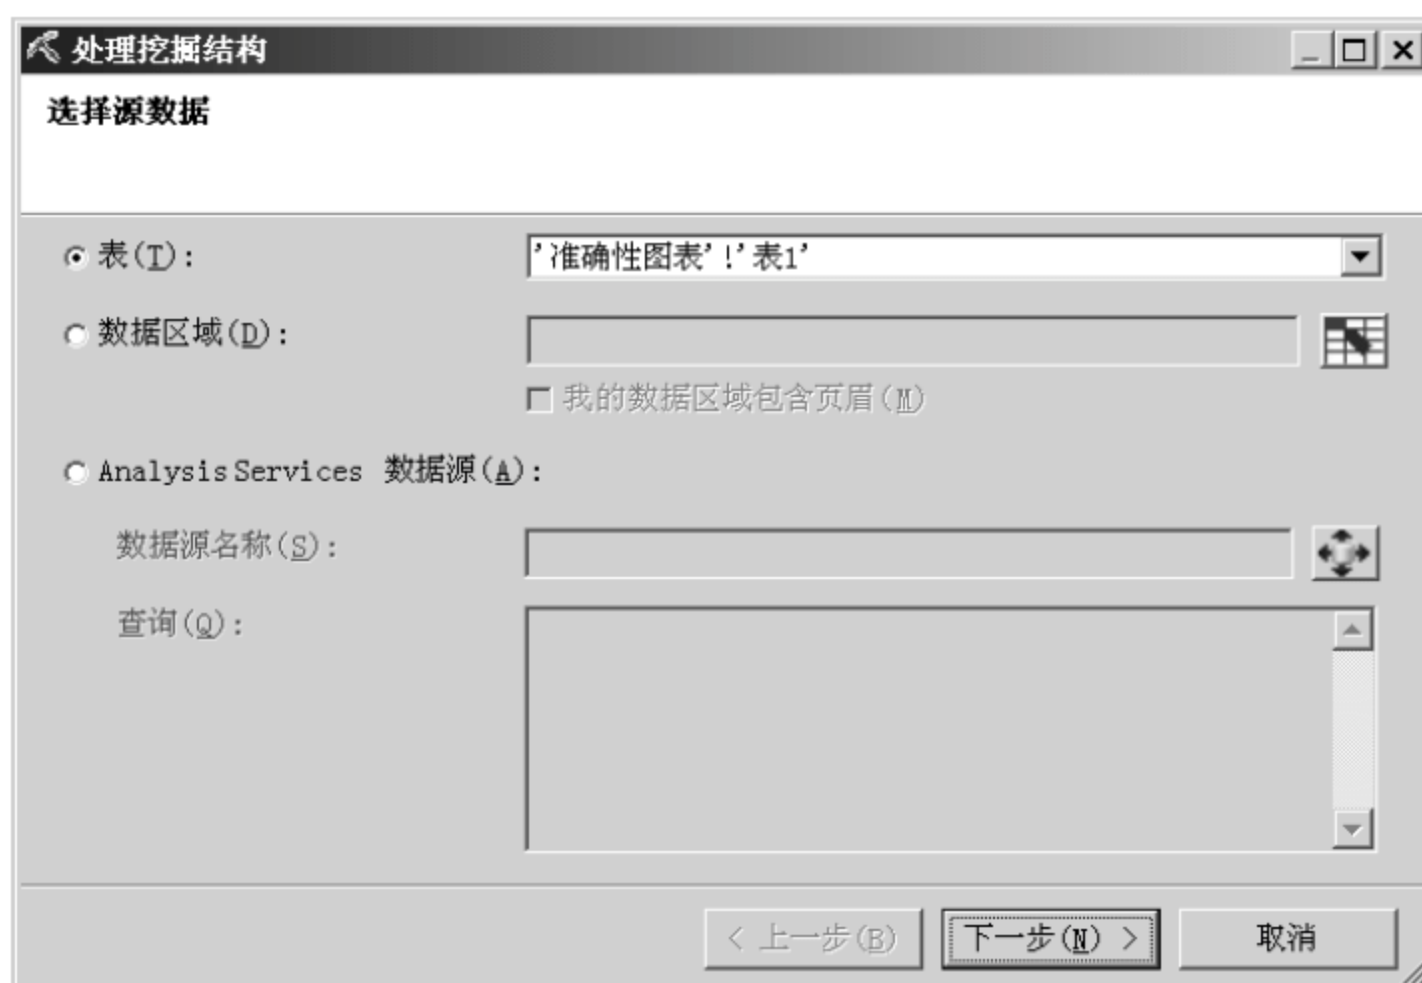 处理挖掘结构
选择源数据
表(T): '准确性图表'!'表1'
数据区域(D):
我的数据区域包含页眉(M)
Analysis Services 数据源(A):
数据源名称(S):
查询(Q):
< 上一步(B) 下一步(N) > 取消